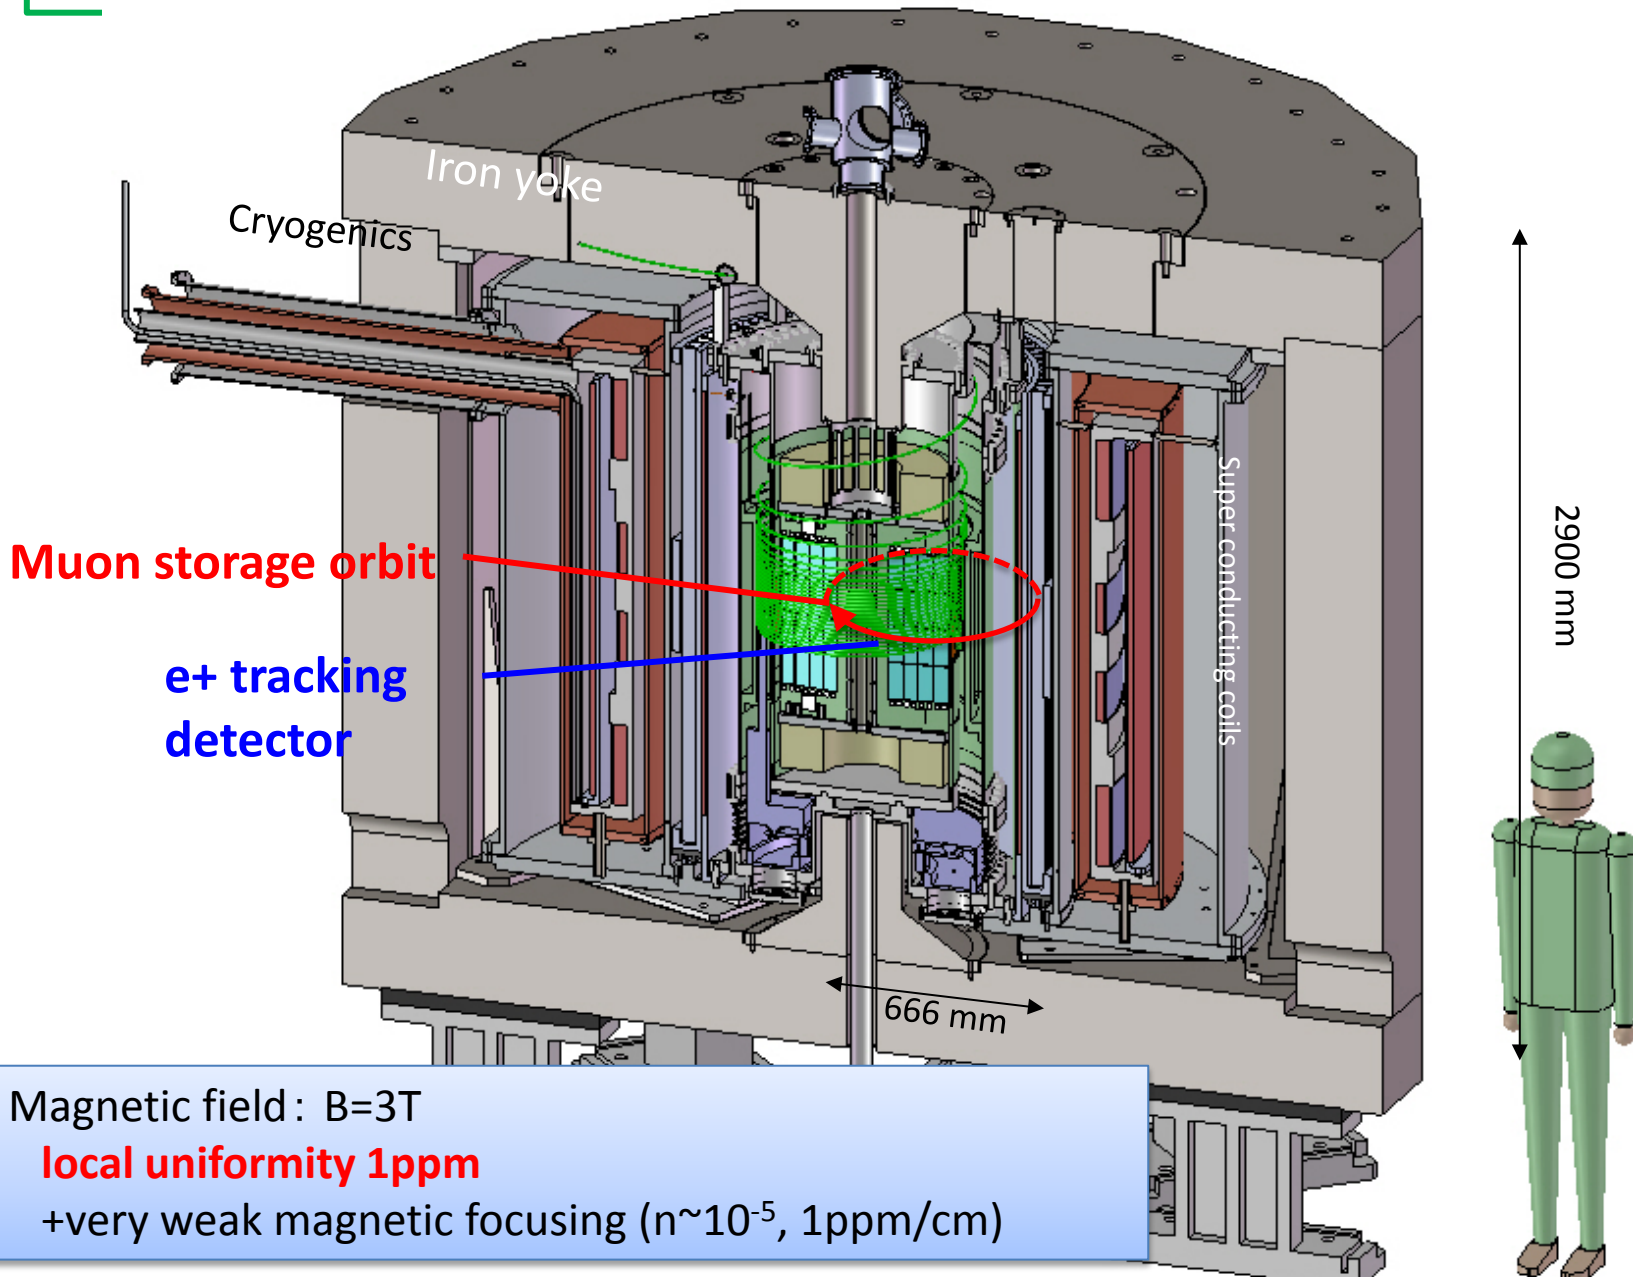 Iron yoke
Cryogenics
Super conducting coils
2900 mm
Muon storage orbit
e+ tracking
detector
666 mm
Magnetic field : B=3T
local uniformity 1ppm
+very weak magnetic focusing (n~10⁻⁵, 1ppm/cm)